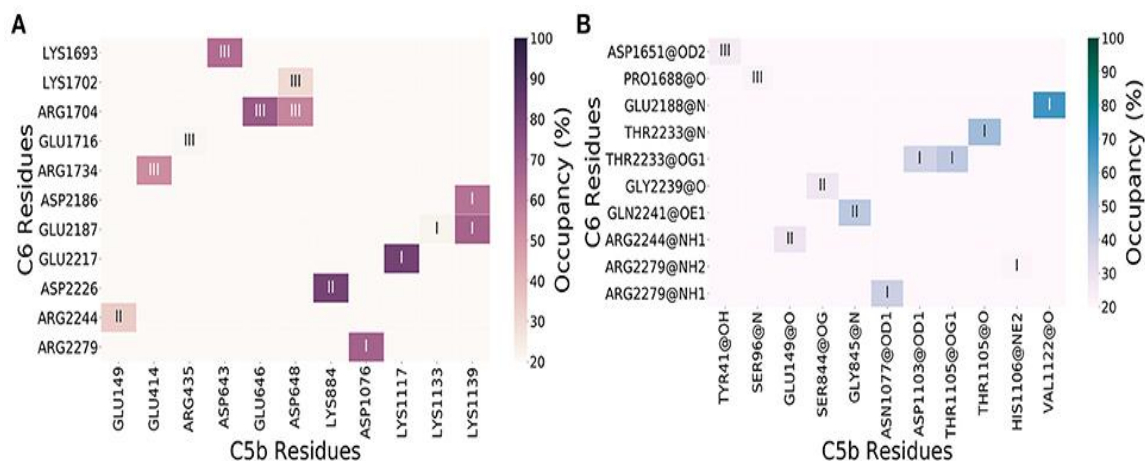 A
C6 Residues
LYS1693
LYS1702
ARG1704
GLU1716
ARG1734
ASP2186
GLU2187
GLU2217
ASP2226
ARG2244
ARG2279
III
III
III III
III
III
I
I I
I
II
II
I
GLU149
GLU414
ARG435
ASP643
GLU646
ASP648
LYS884
ASP1076
LYS1117
LYS1133
LYS1139
C5b Residues
100
90
80
70
60
50
40
30
20
Occupancy (%)
B
C6 Residues
ASP1651@OD2
PRO1688@O
GLU2188@N
THR2233@N
THR2233@OG1
GLY2239@O
GLN2241@OE1
ARG2244@NH1
ARG2279@NH2
ARG2279@NH1
III
III
I
I
I I
II
II
II
I
I
TYR41@OH
SER96@N
GLU149@O
SER844@OG
GLY845@N
ASN1077@OD1
ASP1103@OD1
THR1105@OG1
THR1105@O
HIS1106@NE2
VAL1122@O
C5b Residues
100
90
80
70
60
50
40
30
20
Occupancy (%)